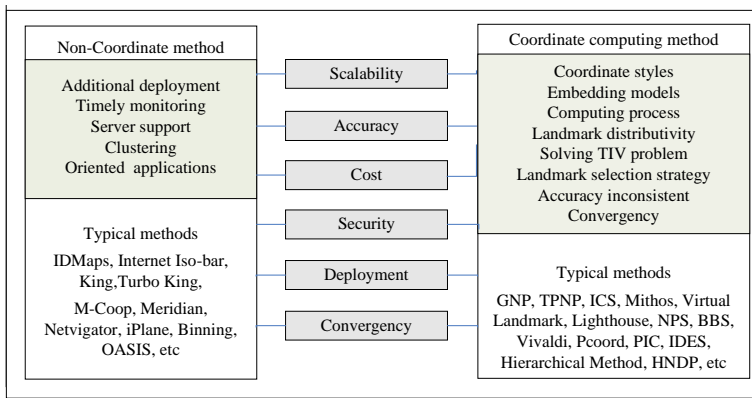 Non-Coordinate method
Additional deployment
Timely monitoring
Server support
Clustering
Oriented applications
Typical methods
IDMaps, Internet Iso-bar,
King,Turbo King,
M-Coop, Meridian,
Netvigator, iPlane, Binning,
OASIS, etc
Scalability
Accuracy
Cost
Security
Deployment
Convergency
Coordinate computing method
Coordinate styles
Embedding models
Computing process
Landmark distributivity
Solving TIV problem
Landmark selection strategy
Accuracy inconsistent
Convergency
Typical methods
GNP, TPNP, ICS, Mithos, Virtual
Landmark, Lighthouse, NPS, BBS,
Vivaldi, Pcoord, PIC, IDES,
Hierarchical Method, HNDP, etc